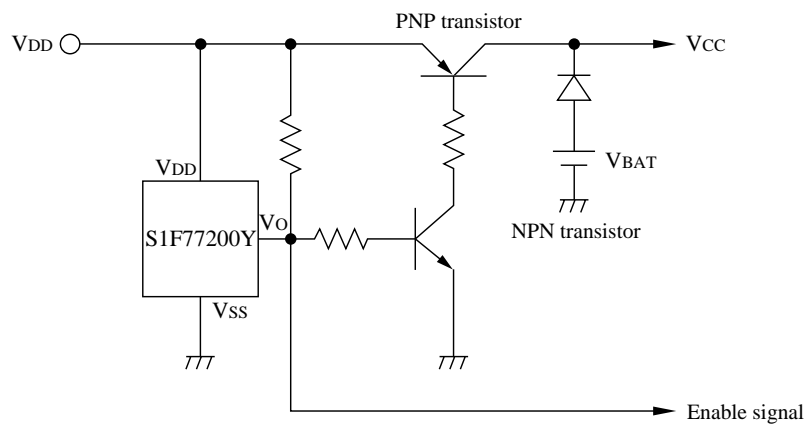 PNP transistor
VDD
VCC
VDD
VBAT
S1F77200Y
VO
NPN transistor
VSS
Enable signal